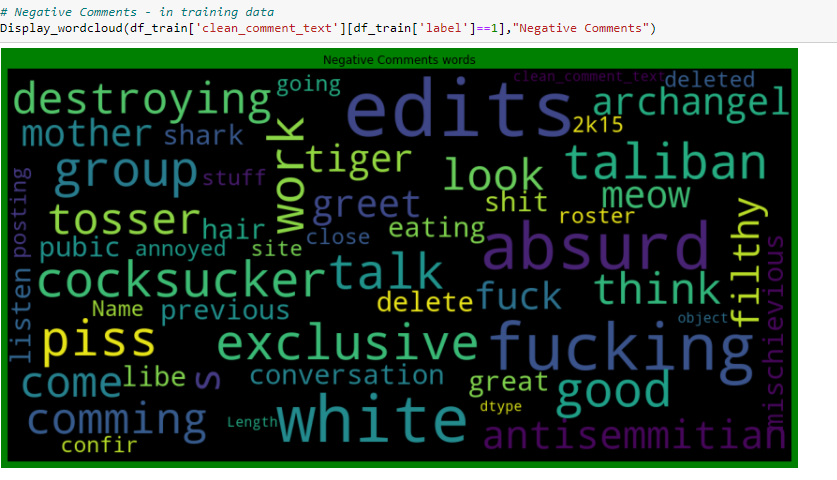 # Negative Comments - in training data
Display_wordcloud(df_train['clean_comment_text'][df_train['label']==1],"Negative Comments")
Negative Comments words
destroying
going
edits
clean_comment_text
deleted
archangel
2k15
mother
shark
work
tiger
group
stuff
look
taliban
meow
greet
shit
roster
posting
tosser
hair
close
eating
absurd
filthy
pubic
annoyed
site
cocksucker
talk
delete
fuck
think
mischievious
listen
Name
previous
object
piss
exclusive
fucking
come
libe
s
conversation
great
good
dtype
comming
Length
white
antisemmitian
confir